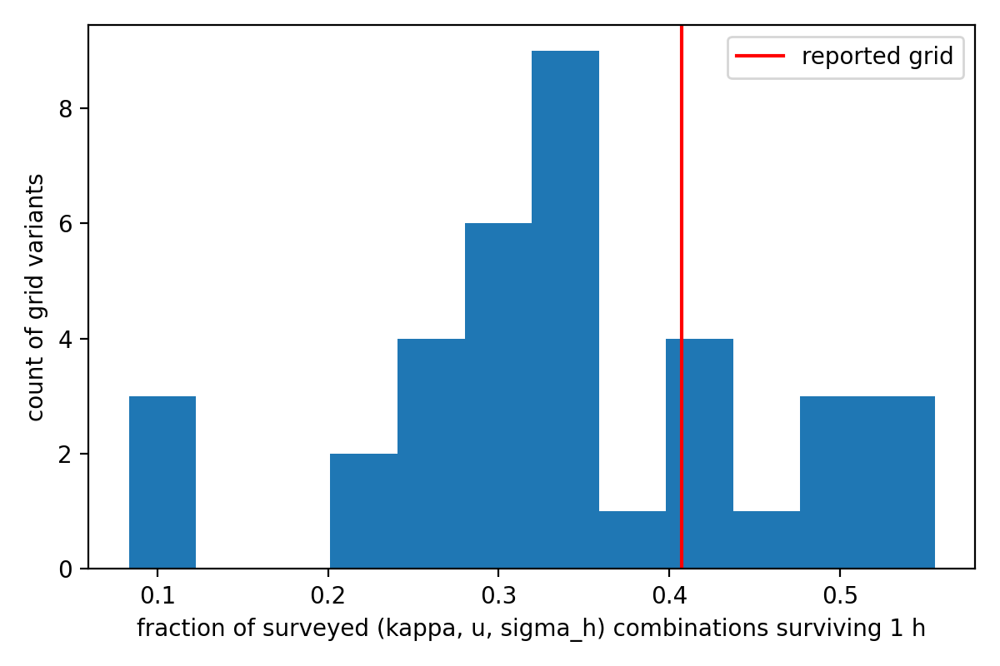 reported grid
count of grid variants
8
6
4
2
0
0.1 0.2 0.3 0.4 0.5
fraction of surveyed (kappa, u, sigma_h) combinations surviving 1 h